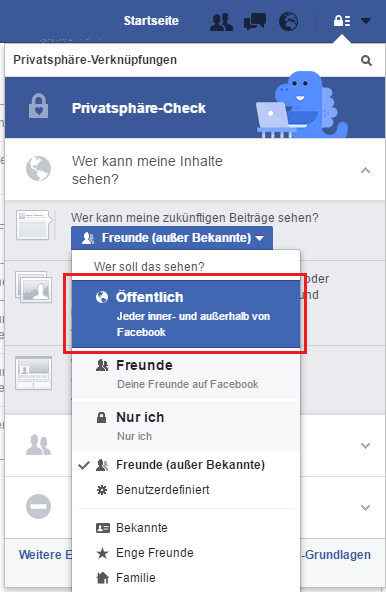 Startseite
Privatsphäre-Verknüpfungen
Privatsphäre-Check
Wer kann meine Inhalte
sehen?
Wer kann meine zukünftigen Beiträge sehen?
Freunde (außer Bekannte)
Wer soll das sehen?
oder
Öffentlich
und
Jeder inner- und außerhalb von
Facebook
Freunde
Deine Freunde auf Facebook
Nur ich
Nur ich
Freunde (außer Bekannte)
Benutzerdefiniert
Bekannte
Enge Freunde
Weitere E
-Grundlagen
Familie